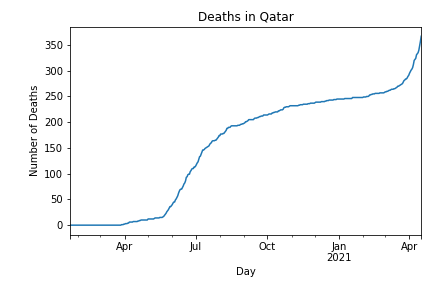 Deaths in Qatar
350
300
250
200
150
100
50
0
Number of Deaths
Apr
Jul
Oct
Jan
2021
Apr
Day